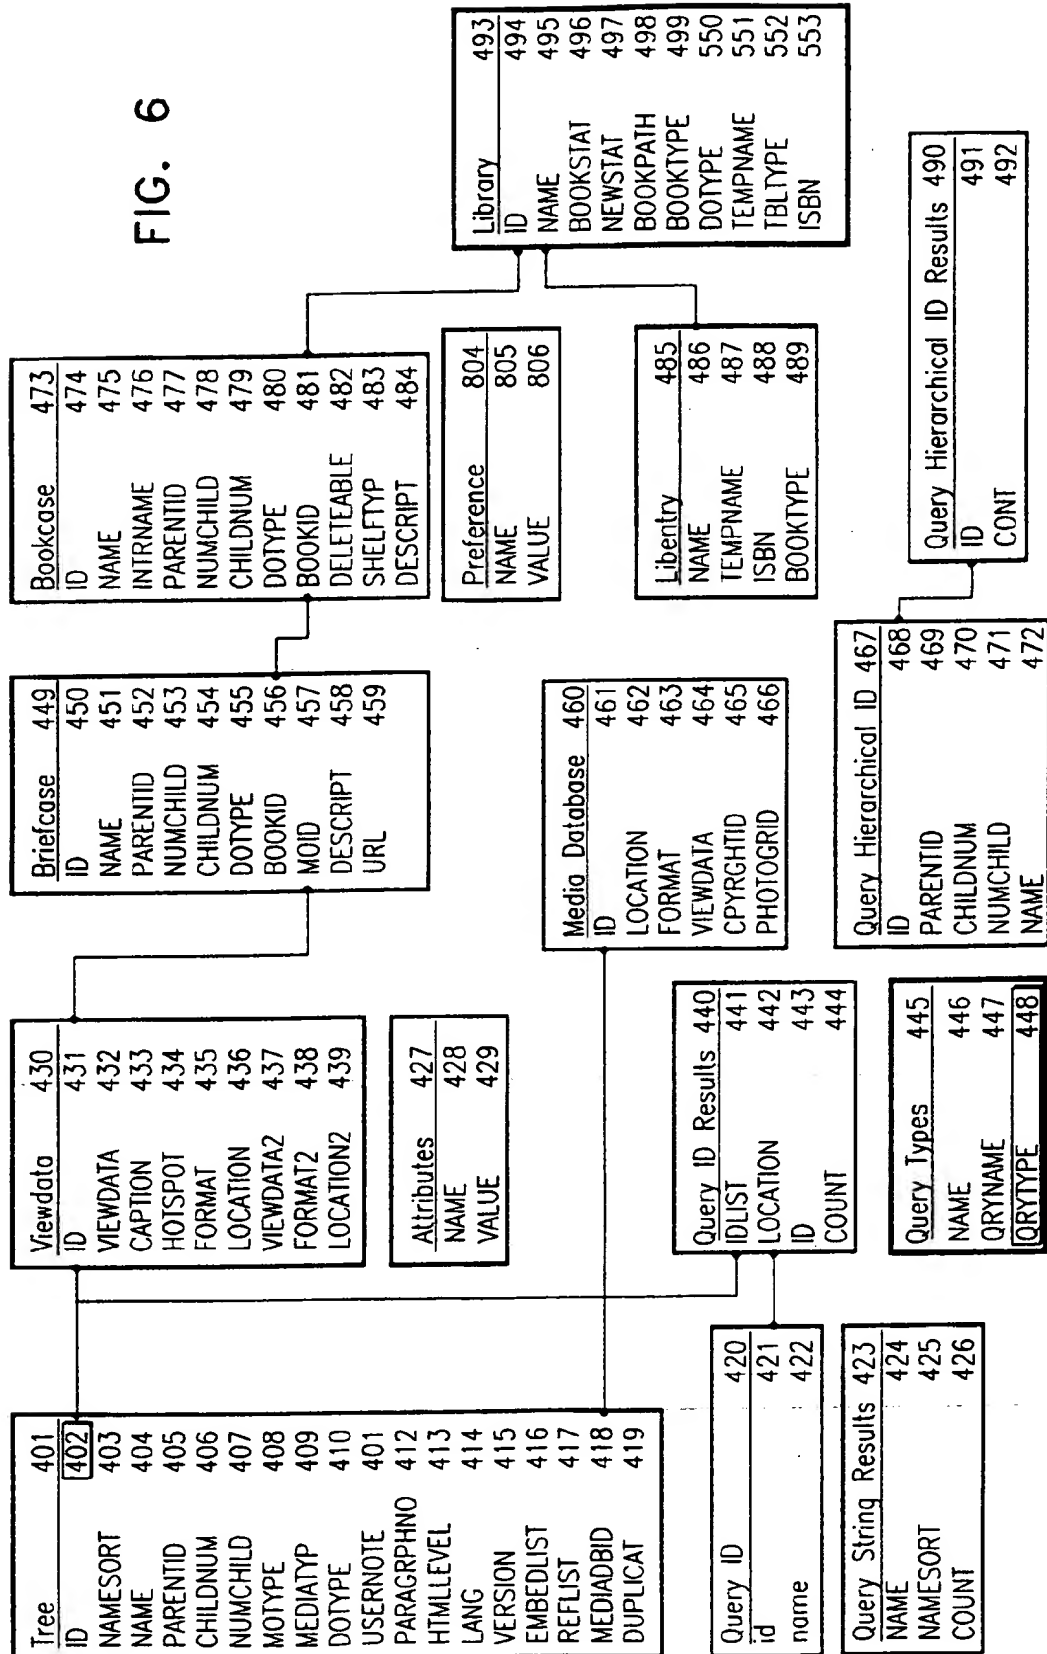 FIG. 6
Tree 401
ID 402
NAMESORT 403
NAME 404
PARENTID 405
CHILDNUM 406
NUMCHILD 407
MOTYPE 408
MEDIATYP 409
DOTYPE 410
USERNOTE 401
PARAGRPHNO 412
HTMLLEVEL 413
LANG 414
VERSION 415
EMBEDLIST 416
REFLIST 417
MEDIADBID 418
DUPLICAT 419
Query ID 420
id 421
name 422
Query String Results 423
NAME 424
NAMESORT 425
COUNT 426
Viewdata 430
ID 431
VIEWDATA 432
CAPTION 433
HOTSPOT 434
FORMAT 435
LOCATION 436
VIEWDATA2 437
FORMAT2 438
LOCATION2 439
Attributes 427
NAME 428
VALUE 429
Query ID Results 440
IDLIST 441
LOCATION 442
ID 443
COUNT 444
Query Types 445
NAME 446
QRYNAME 447
QRYTYPE 448
Briefcase 449
ID 450
NAME 451
PARENTID 452
NUMCHILD 453
CHILDNUM 454
DOTYPE 455
BOOKID 456
MOID 457
DESCRIPT 458
URL 459
Media Database 460
ID 461
LOCATION 462
FORMAT 463
VIEWDATA 464
CPYRGHTID 465
PHOTOGRID 466
Query Hierarchical ID 467
ID 468
PARENTID 469
CHILDNUM 470
NUMCHILD 471
NAME 472
Bookcase 473
ID 474
NAME 475
INTRNAME 476
PARENTID 477
NUMCHILD 478
CHILDNUM 479
DOTYPE 480
BOOKID 481
DELETEABLE 482
SHELFTYP 483
DESCRIPT 484
Preference 804
NAME 805
VALUE 806
Libentry 485
NAME 486
TEMPNAME 487
ISBN 488
BOOKTYPE 489
Query Hierarchical ID Results 490
ID 491
CONT 492
Library 493
ID 494
NAME 495
BOOKSTAT 496
NEWSTAT 497
BOOKPATH 498
BOOKTYPE 499
DOTYPE 550
TEMPNAME 551
TBLTYPE 552
ISBN 553